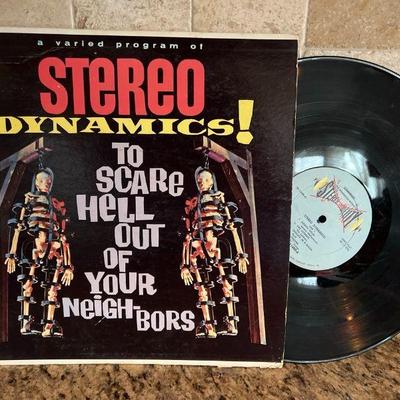 a varied program of
STEREO
DYNAMICS!
TO
SCARE
HELL
OUT
OF
YOUR
NEIGH-
BORS